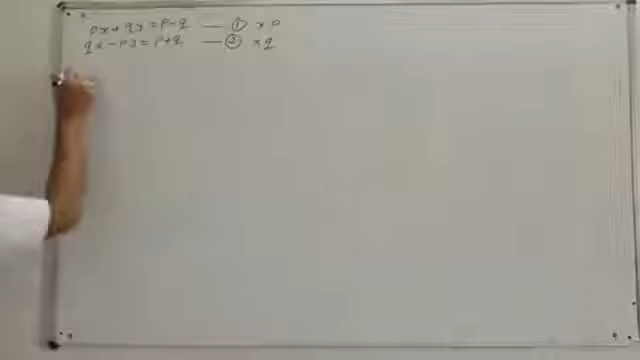 px + qy = p - q — ① × p
qx - py = p + q — ② × q